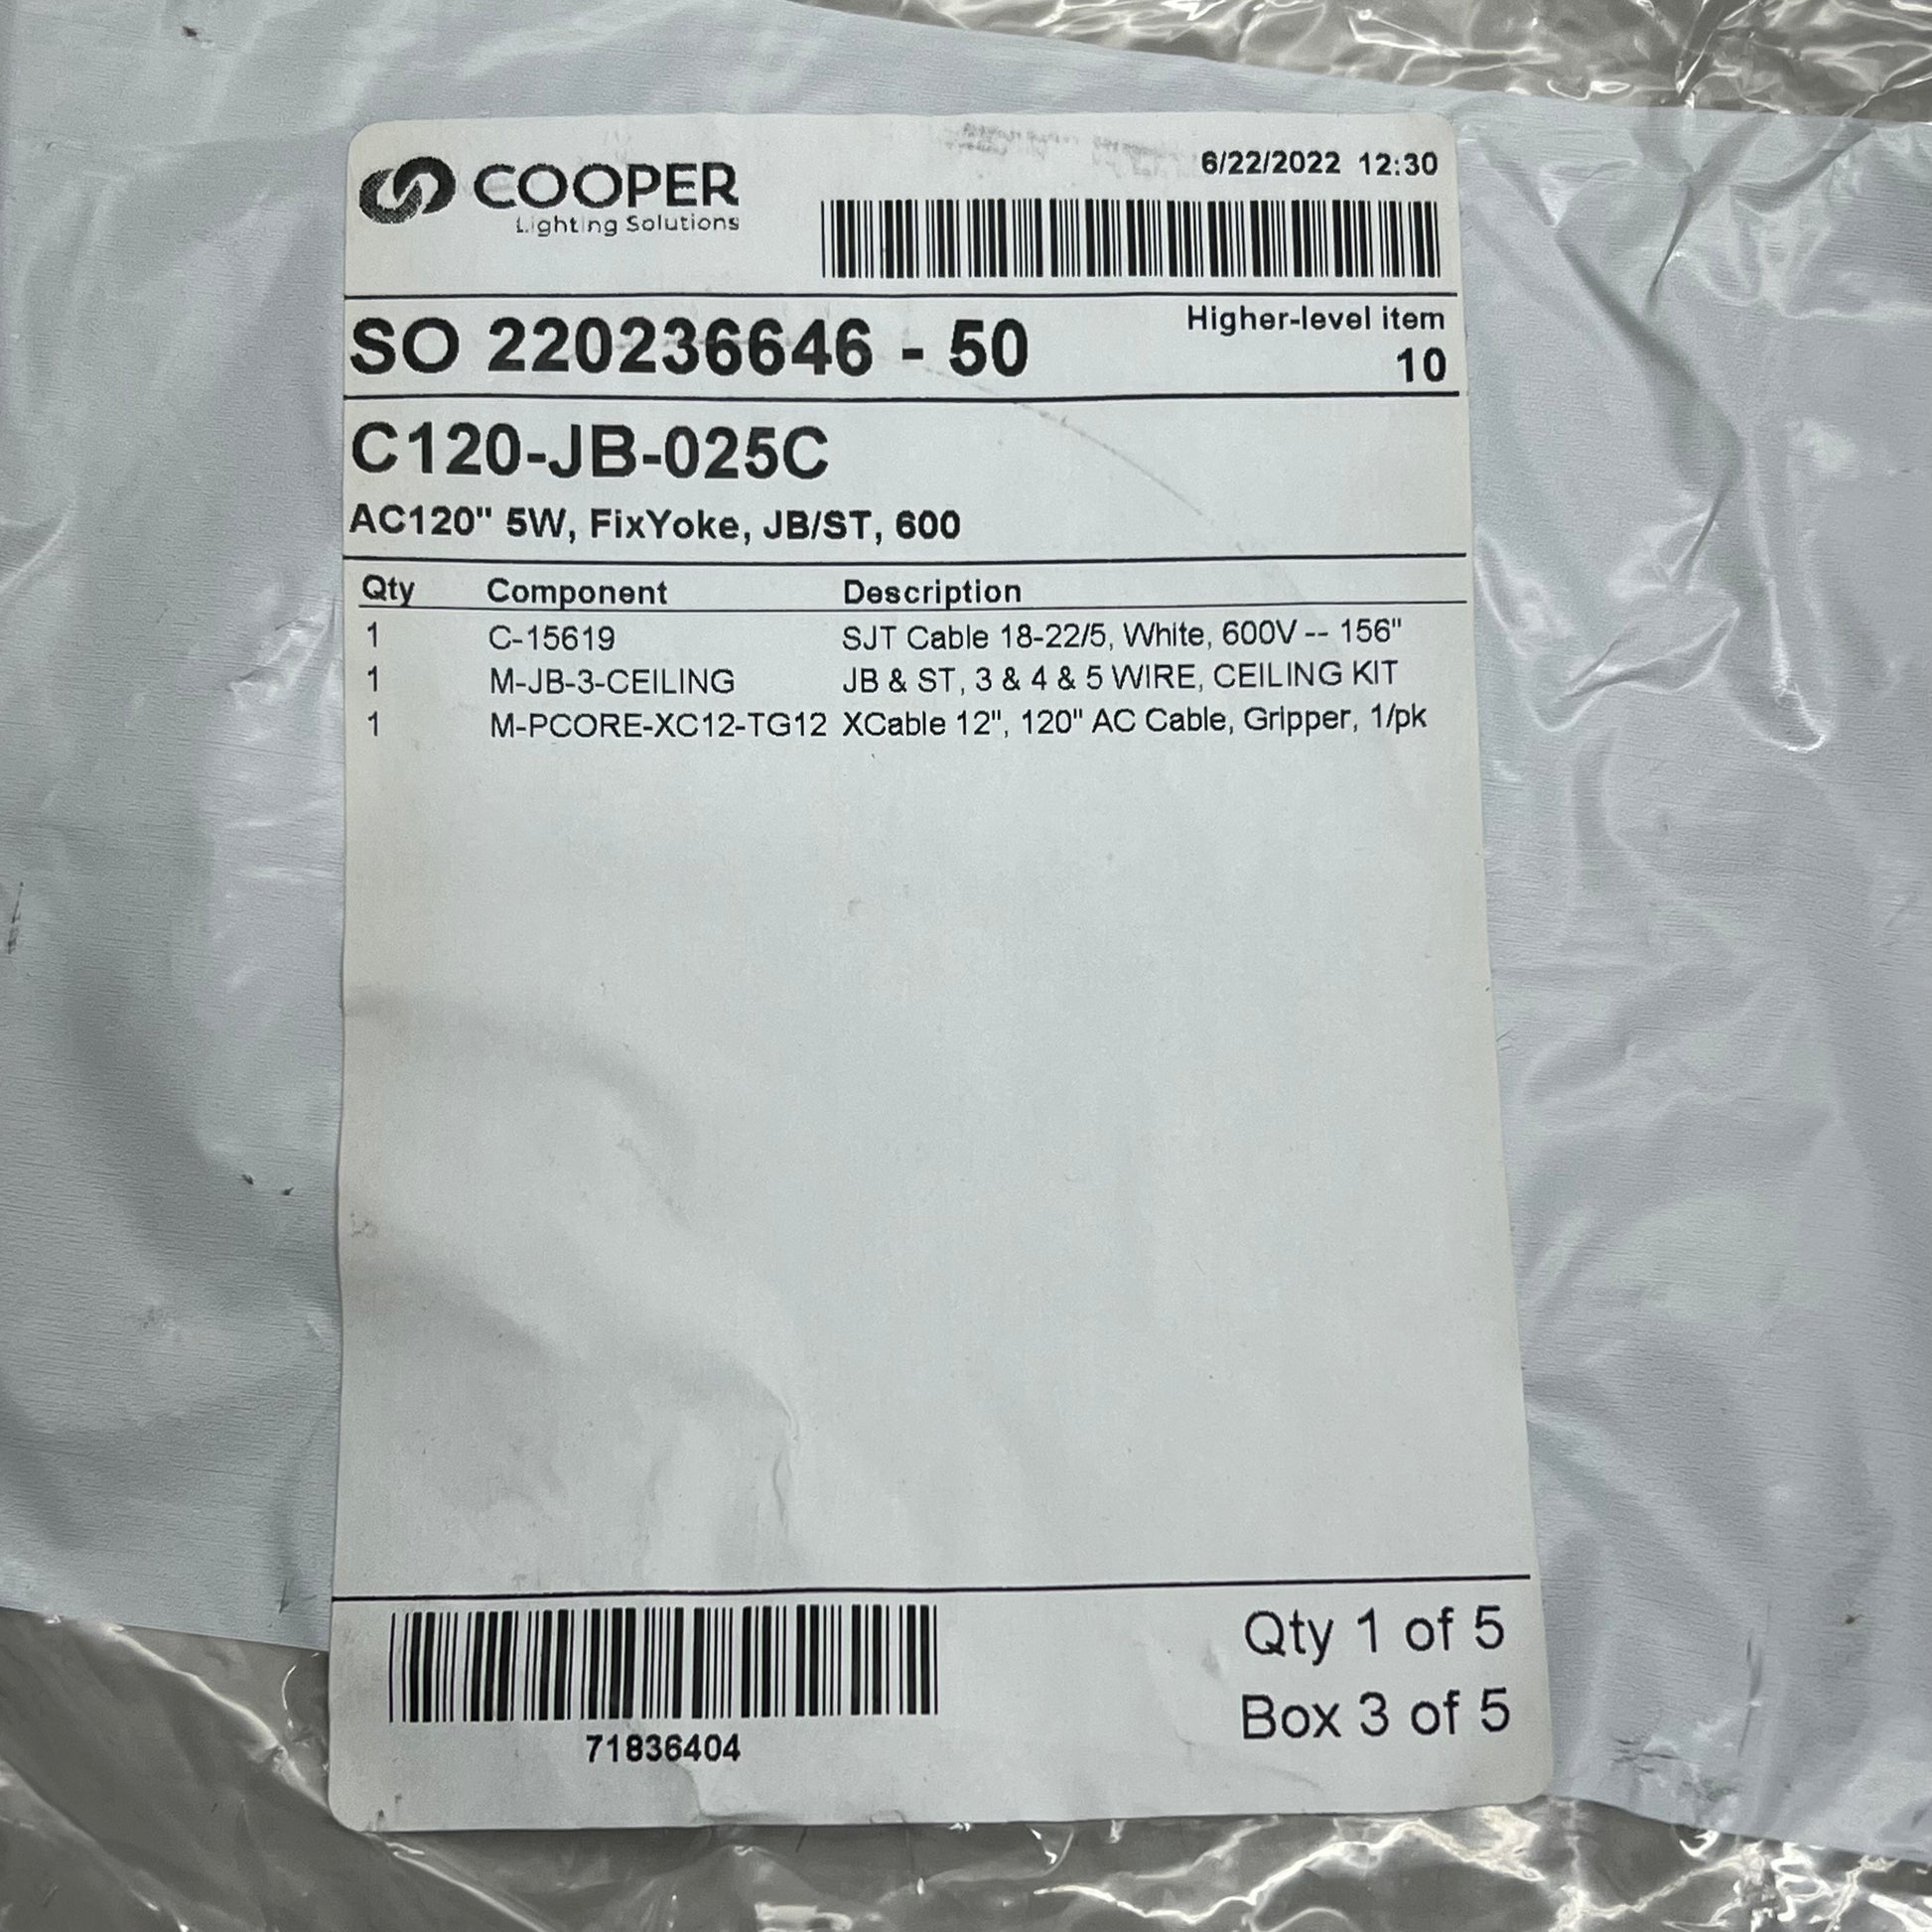 COOPER
Lighting Solutions
6/22/2022 12:30
SO 220236646 - 50
Higher-level item
10
C120-JB-025C
AC120" 5W, FixYoke, JB/ST, 600
Qty Component Description
1 C-15619 SJT Cable 18-22/5, White, 600V -- 156"
1 M-JB-3-CEILING JB & ST, 3 & 4 & 5 WIRE, CEILING KIT
1 M-PCORE-XC12-TG12 XCable 12", 120" AC Cable, Gripper, 1/pk
71836404
Qty 1 of 5
Box 3 of 5